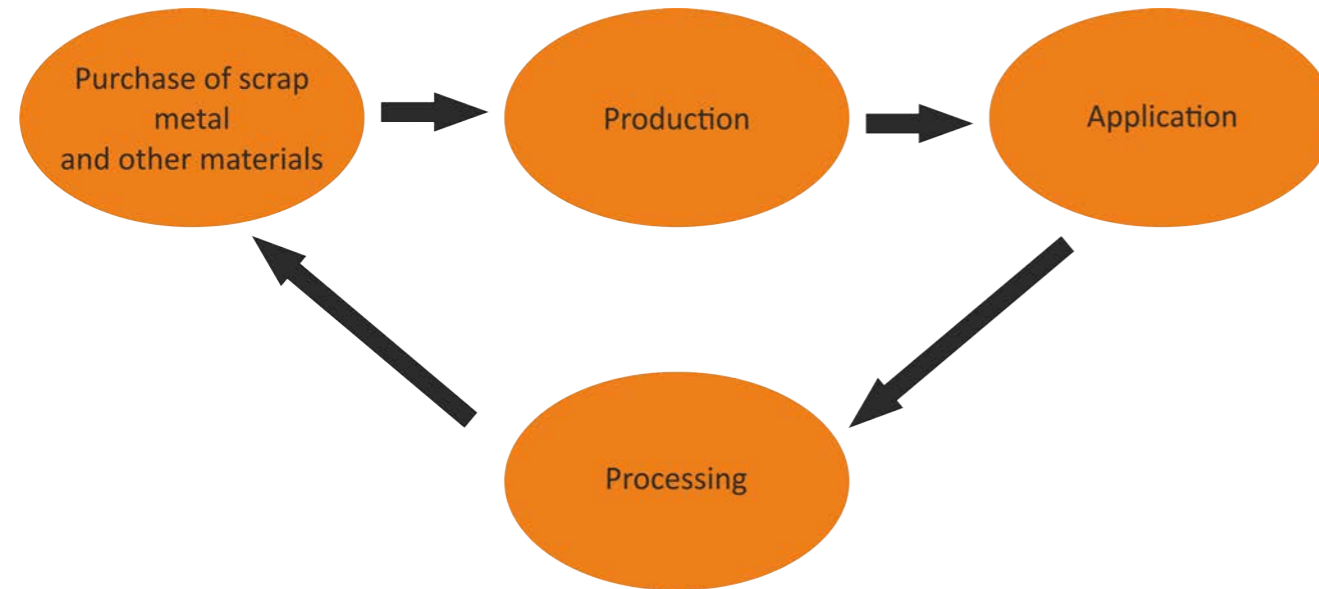 Purchase of scrap
metal
and other materials
Production
Application
Processing